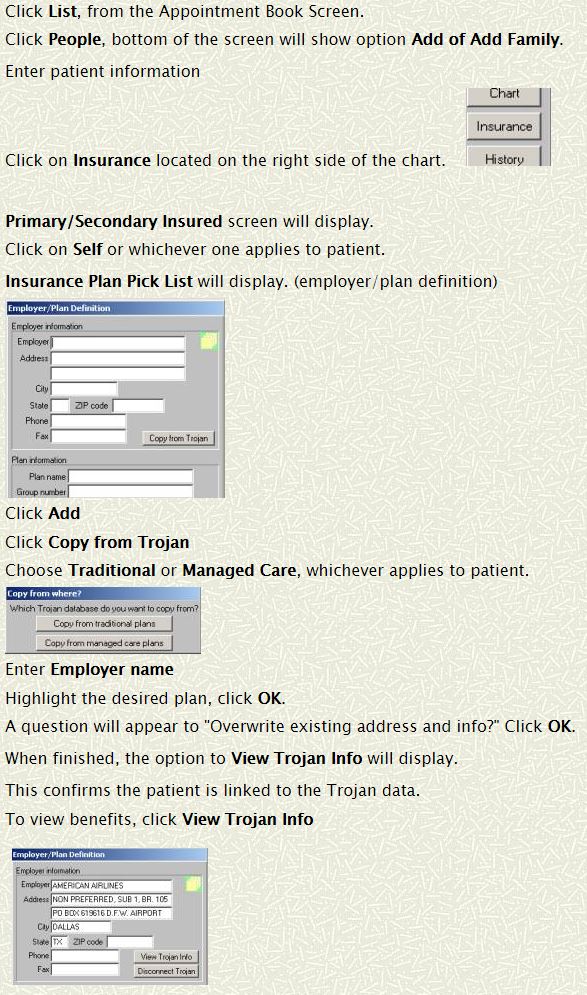 Click List, from the Appointment Book Screen.
Click People, bottom of the screen will show option Add of Add Family.
Enter patient information
Chart
Insurance
Click on Insurance located on the right side of the chart.
History
Primary/Secondary Insured screen will display.
Click on Self or whichever one applies to patient.
Insurance Plan Pick List will display. (employer/plan definition)
Employer/Plan Definition
Employer information
Employer
Address
City
State ZIP code
Phone
Fax Copy from Trojan
Plan information
Plan name
Group number
Click Add
Click Copy from Trojan
Choose Traditional or Managed Care, whichever applies to patient.
Copy from where?
Which Trojan database do you want to copy from?
Copy from traditional plans
Copy from managed care plans
Enter Employer name
Highlight the desired plan, click OK.
A question will appear to "Overwrite existing address and info?" Click OK.
When finished, the option to View Trojan Info will display.
This confirms the patient is linked to the Trojan data.
To view benefits, click View Trojan Info
Employer/Plan Definition
Employer information
Employer AMERICAN AIRLINES
Address NON PREFERRED, SUB 1, BR. 105
PO BOX 619616 D.F.W. AIRPORT
City DALLAS
State TX ZIP code
Phone View Trojan Info
Fax Disconnect Trojan